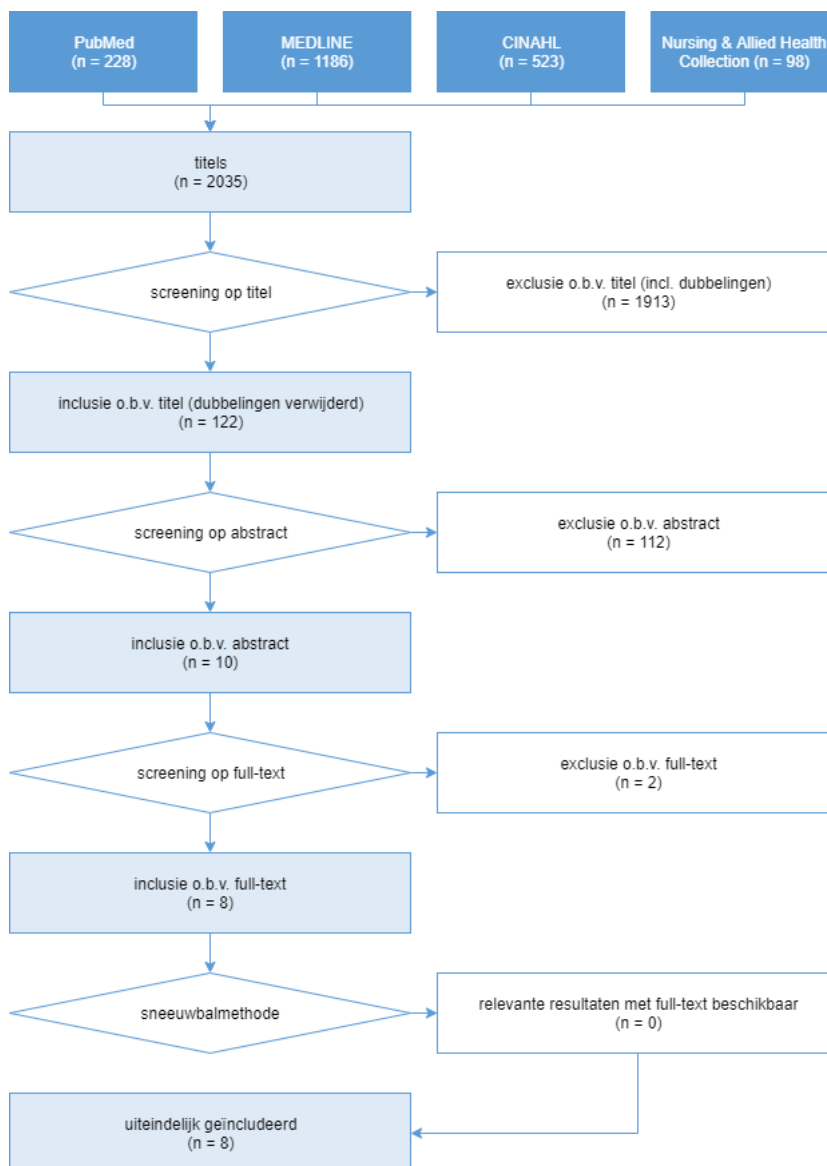 PubMed
(n = 228)
MEDLINE
(n = 1186)
CINAHL
(n = 523)
Nursing & Allied Health
Collection (n = 98)
titels
(n = 2035)
screening op titel
exclusie o.b.v. titel (incl. dubbelingen)
(n = 1913)
inclusie o.b.v. titel (dubbelingen verwijderd)
(n = 122)
screening op abstract
exclusie o.b.v. abstract
(n = 112)
inclusie o.b.v. abstract
(n = 10)
screening op full-text
exclusie o.b.v. full-text
(n = 2)
inclusie o.b.v. full-text
(n = 8)
sneeuwbalmethode
relevante resultaten met full-text beschikbaar
(n = 0)
uiteindelijk geïncludeerd
(n = 8)